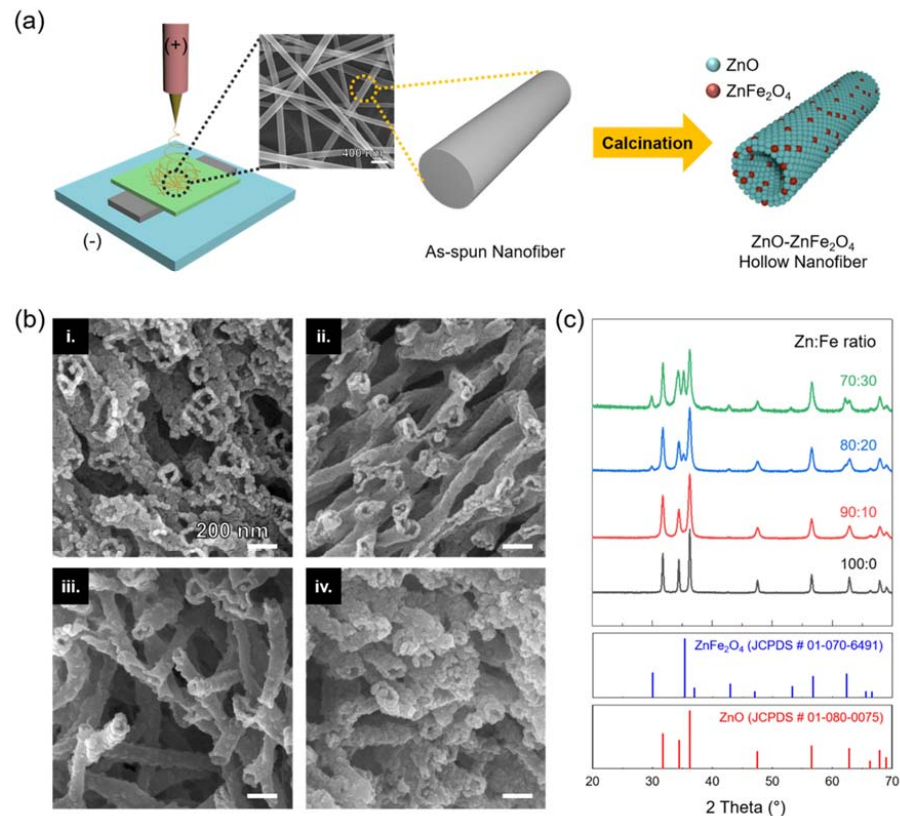 (a)
(+)
(-)
400 nm
As-spun Nanofiber
Calcination
ZnO
ZnFe₂O₄
ZnO-ZnFe₂O₄
Hollow Nanofiber
(b)
i.
200 nm
ii.
iii.
iv.
(c)
Zn:Fe ratio
70:30
80:20
90:10
100:0
ZnFe₂O₄ (JCPDS # 01-070-6491)
ZnO (JCPDS # 01-080-0075)
20 30 40 50 60 70
2 Theta (°)